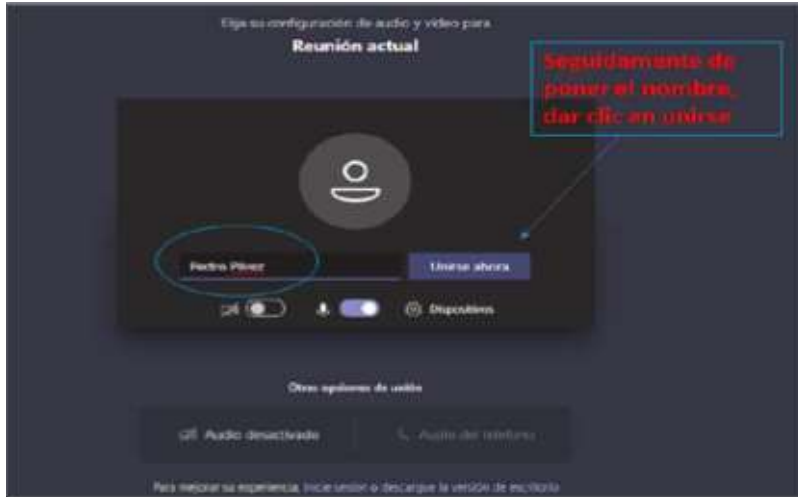 Elija su configuración de audio y vídeo para
Reunión actual
Seguidamente de
poner el nombre,
dar clic en unirse
Pedro Pérez
Unirse ahora
Dispositivos
Otras opciones de unión
Audio desactivado
Audio del teléfono
Para mejorar su experiencia, inicie sesión o descargue la versión de escritorio